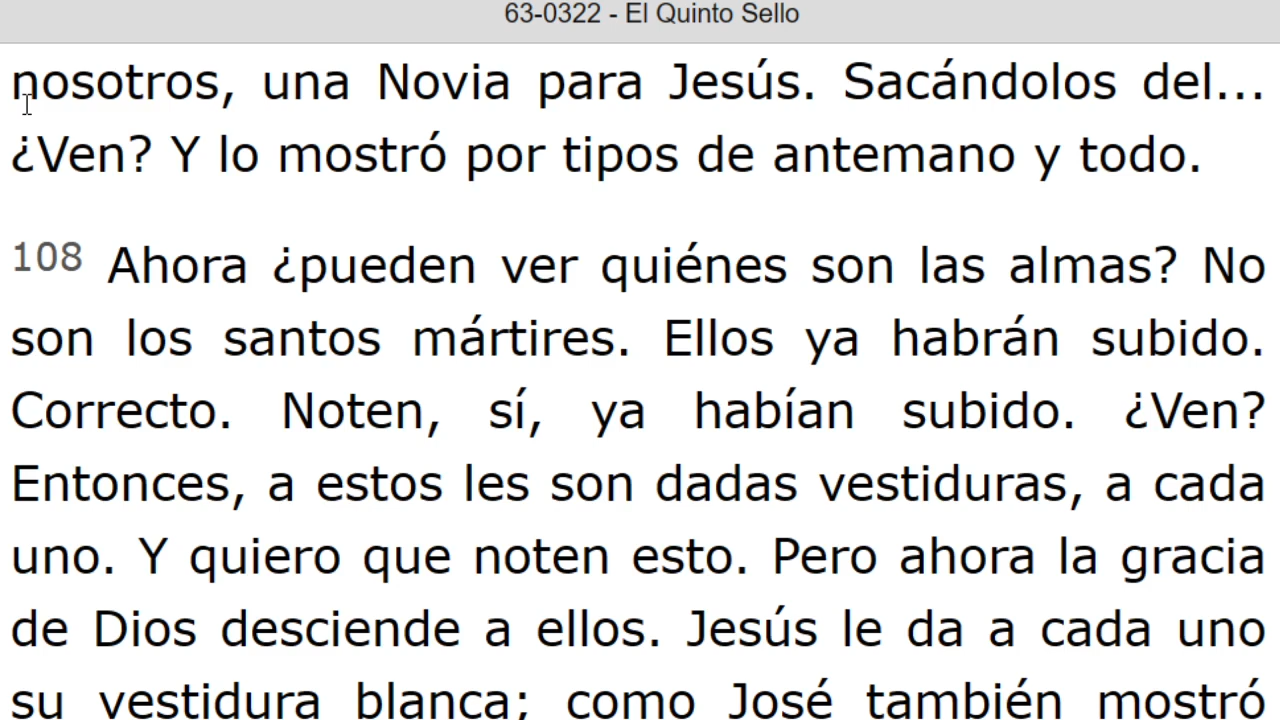 63-0322 - El Quinto Sello
nosotros, una Novia para Jesús. Sacándolos del…
¿Ven? Y lo mostró por tipos de antemano y todo.
108 Ahora ¿pueden ver quiénes son las almas? No
son los santos mártires. Ellos ya habrán subido.
Correcto. Noten, sí, ya habían subido. ¿Ven?
Entonces, a estos les son dadas vestiduras, a cada
uno. Y quiero que noten esto. Pero ahora la gracia
de Dios desciende a ellos. Jesús le da a cada uno
su vestidura blanca; como José también mostró